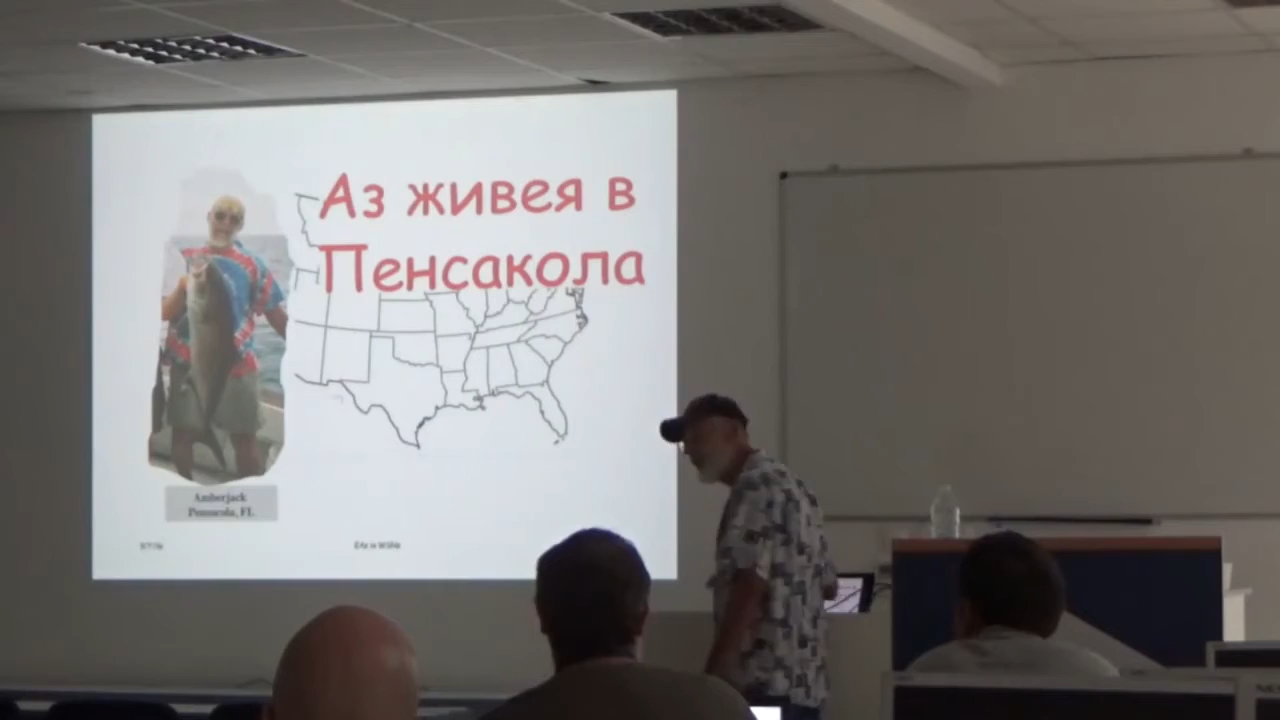 Аз живея в
Пенсакола
Amberjack
Pensacola, FL